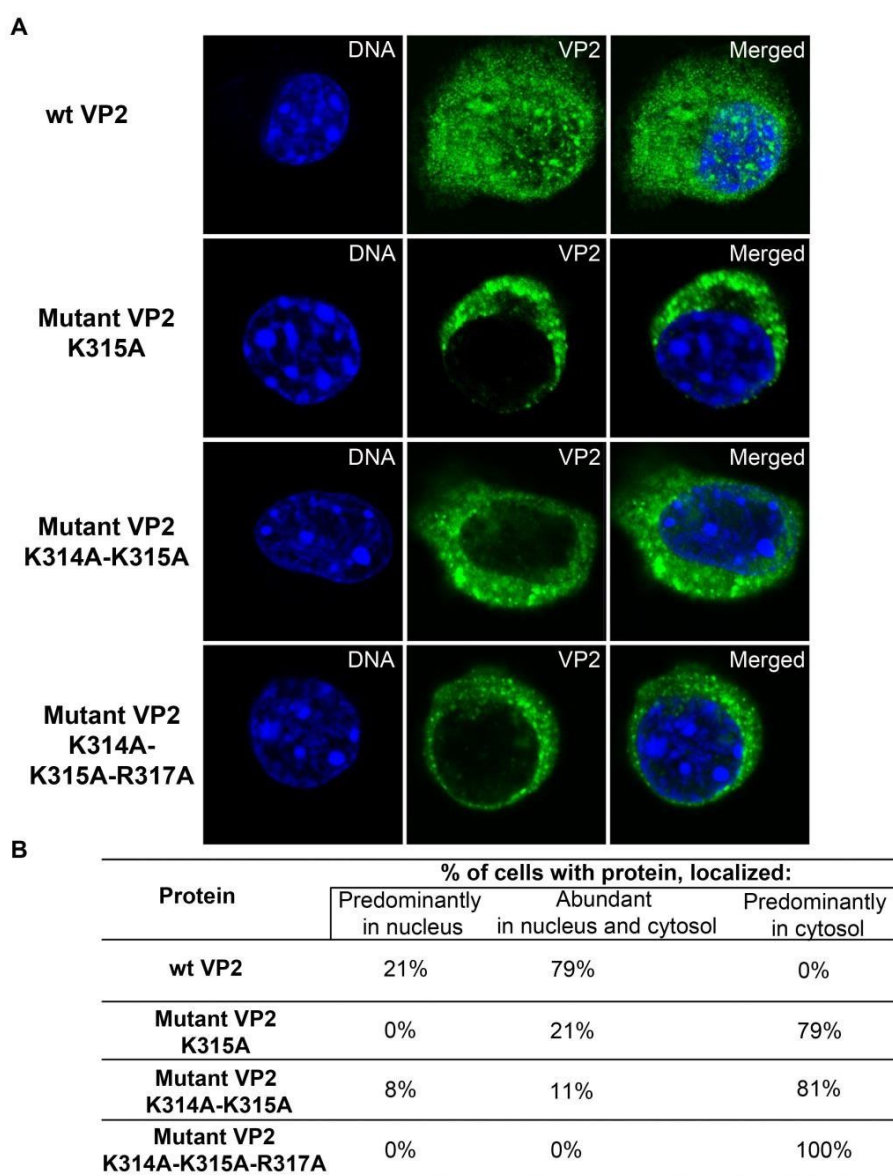 A
DNA VP2 Merged
wt VP2
DNA VP2 Merged
Mutant VP2
K315A
DNA VP2 Merged
Mutant VP2
K314A-K315A
DNA VP2 Merged
Mutant VP2
K314A-
K315A-R317A
B
% of cells with protein, localized:
Protein
Predominantly
in nucleus
Abundant
in nucleus and cytosol
Predominantly
in cytosol
wt VP2 21% 79% 0%
Mutant VP2
K315A
0% 21% 79%
Mutant VP2
K314A-K315A
8% 11% 81%
Mutant VP2
K314A-K315A-R317A
0% 0% 100%